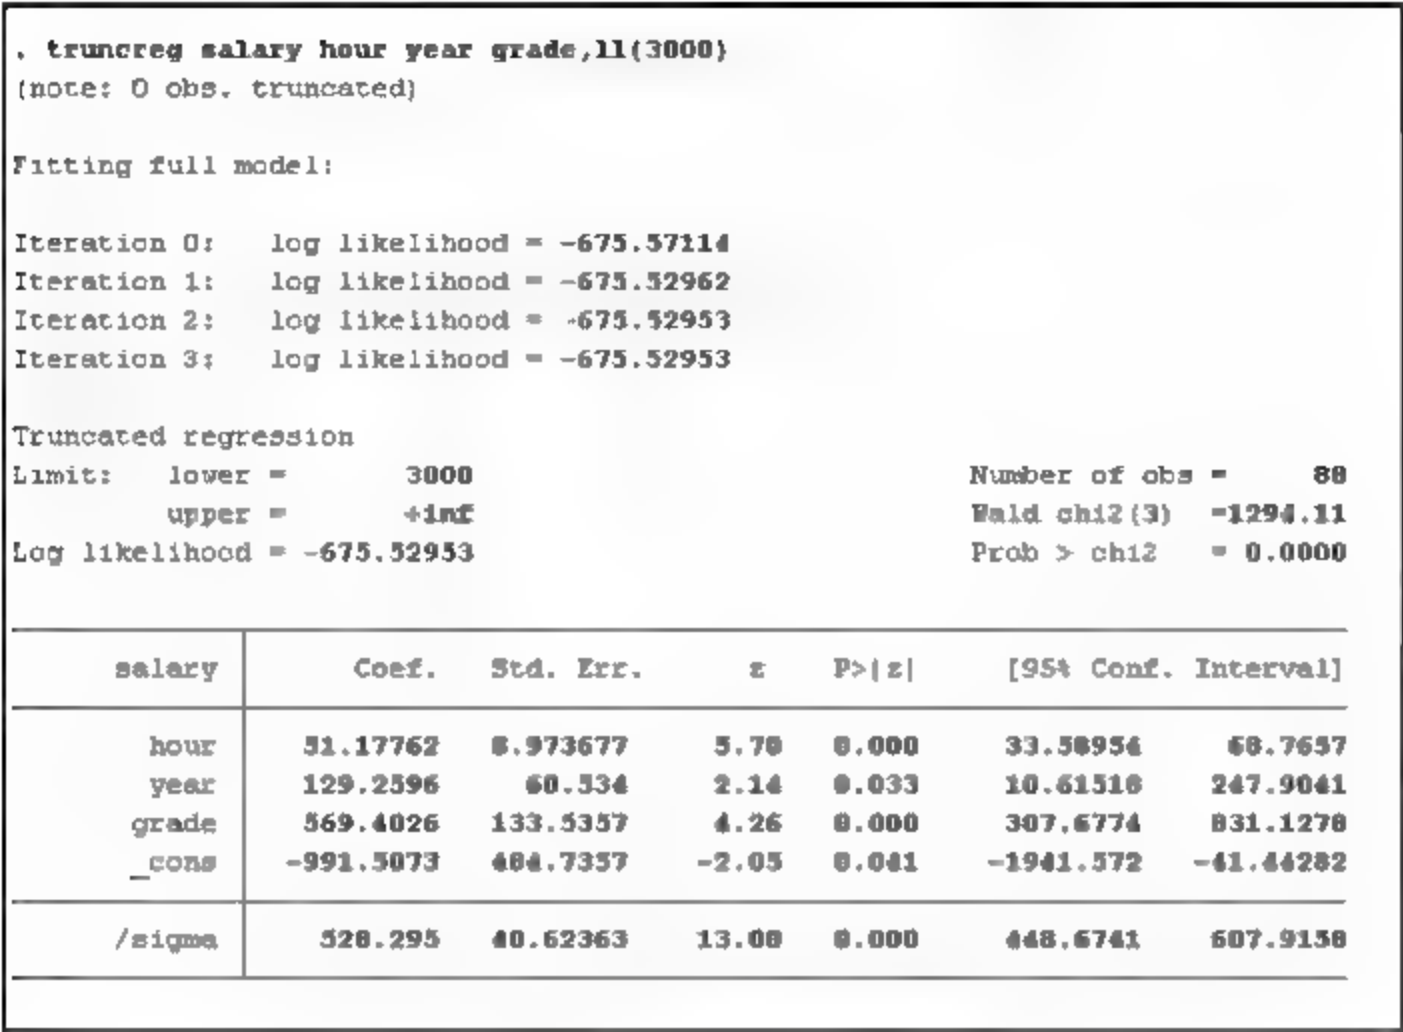 . truncreg salary hour year grade,ll(3000)
(note: 0 obs. truncated)
Fitting full model:
Iteration 0: log likelihood = -675.57114
Iteration 1: log likelihood = -675.52962
Iteration 2: log likelihood = -675.52953
Iteration 3: log likelihood = -675.52953
Truncated regression
Limit: lower = 3000 Number of obs = 88
upper = +inf Wald chi2(3) =1294.11
Log likelihood = -675.52953 Prob > chi2 = 0.0000
salary Coef. Std. Err. z P>|z| [95% Conf. Interval]
hour 51.17762 8.973677 5.70 0.000 33.58954 68.7657
year 129.2596 60.534 2.14 0.033 10.61518 247.9041
grade 569.4026 133.5357 4.26 0.000 307.6774 831.1278
_cons -991.5073 484.7357 -2.05 0.041 -1941.572 -41.44282
/sigma 528.295 40.62363 13.00 0.000 448.6741 607.9158